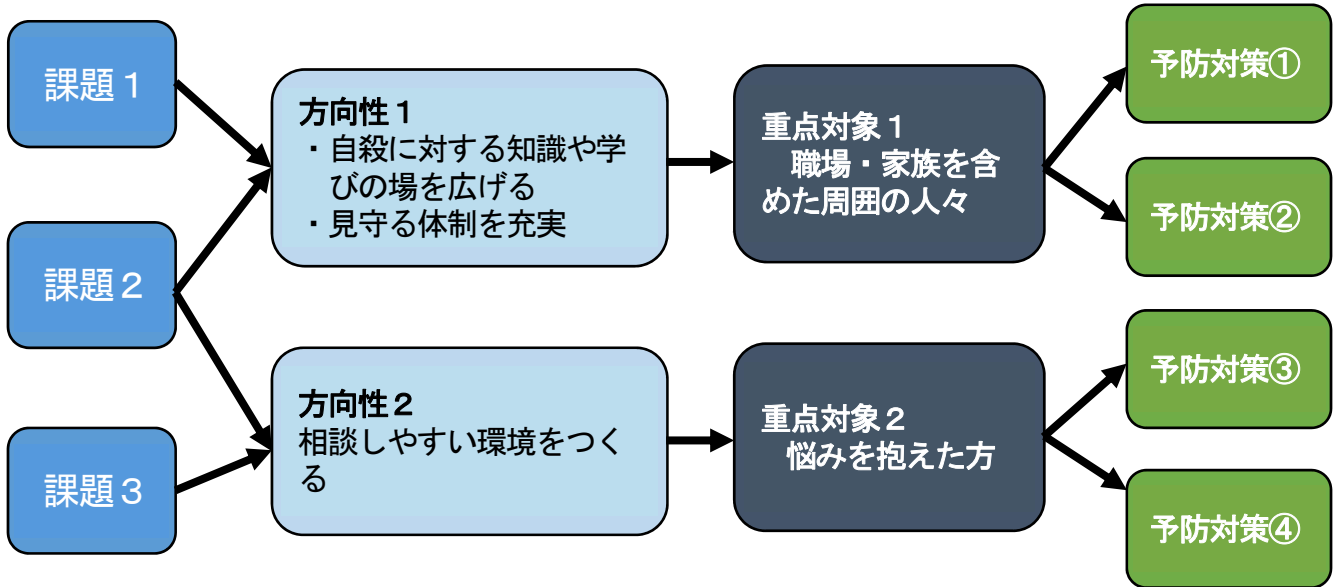 課題１
課題２
課題３
方向性１
・自殺に対する知識や学
びの場を広げる
・見守る体制を充実
方向性２
相談しやすい環境をつく
る
重点対象１
職場・家族を含
めた周囲の人々
重点対象２
悩みを抱えた方
予防対策①
予防対策②
予防対策③
予防対策④